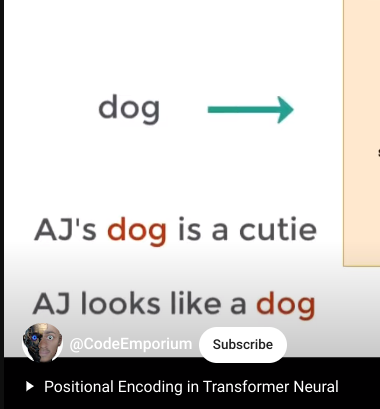 dog
AJ's dog is a cutie
AJ looks like a dog
@CodeEmporium Subscribe
Positional Encoding in Transformer Neural